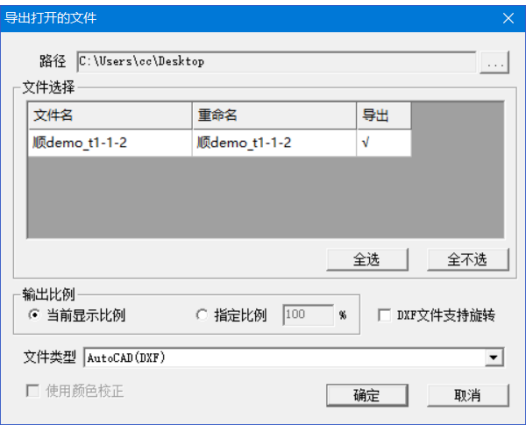 导出打开的文件
路径 C:\Users\cc\Desktop ...
文件选择
文件名 重命名 导出
顺demo_t1-1-2 顺demo_t1-1-2 √
全选 全不选
输出比例
当前显示比例 指定比例 100 % DXF文件支持旋转
文件类型 AutoCAD(DXF)
使用颜色校正 确定 取消